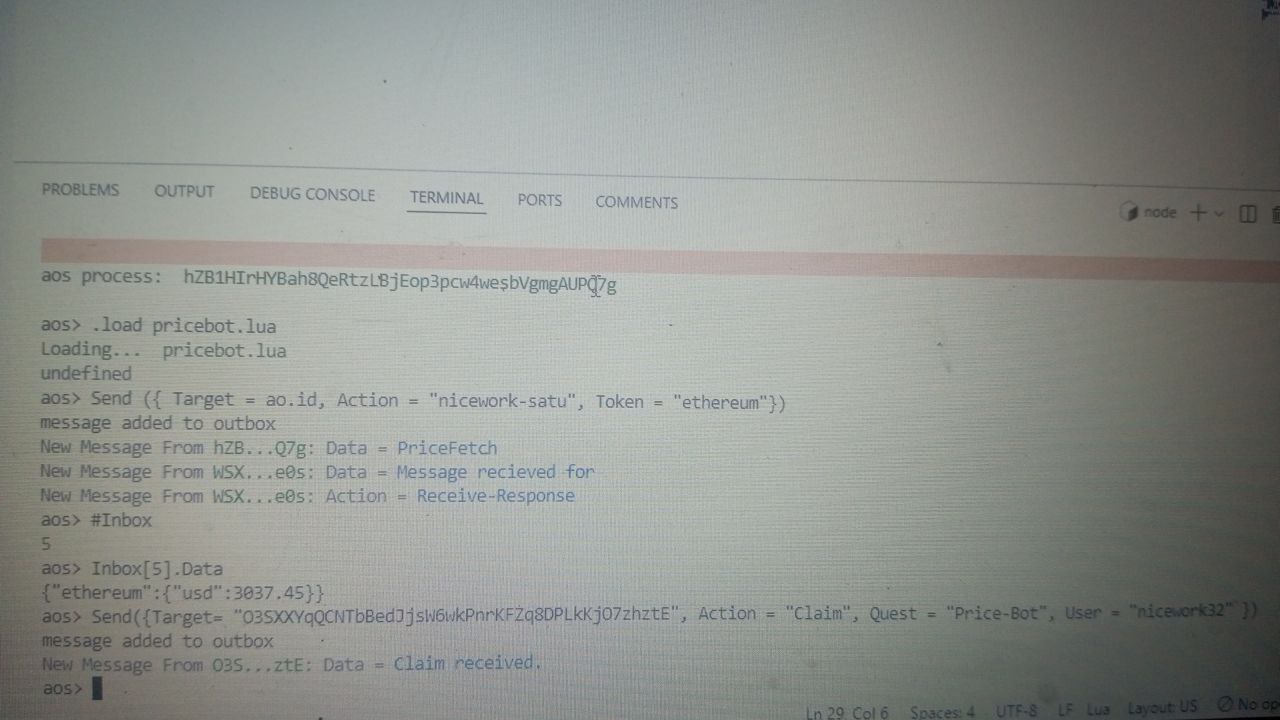 PROBLEMS OUTPUT DEBUG CONSOLE TERMINAL PORTS COMMENTS
node
aos process: hZB1HIrHYBah8QeRtzLBjEop3pcw4wesbVgmgAUPQ7g
aos> .load pricebot.lua
Loading... pricebot.lua
undefined
aos> Send ({ Target = ao.id, Action = "nicework-satu", Token = "ethereum"})
message added to outbox
New Message From hZB...Q7g: Data = PriceFetch
New Message From WSX...e0s: Data = Message recieved for
New Message From WSX...e0s: Action = Receive-Response
aos> #Inbox
5
aos> Inbox[5].Data
{"ethereum":{"usd":3037.45}}
aos> Send({Target= "O3SXXYqQCNTbBedJjsW6wkPnrKFZq8DPLkKjO7zhztE", Action = "Claim", Quest = "Price-Bot", User = "nicework32" })
message added to outbox
New Message From O3S...ztE: Data = Claim received.
aos>
Ln 29 Col 6 Spaces: 4 UTF-8 LF Lua Layout: US No